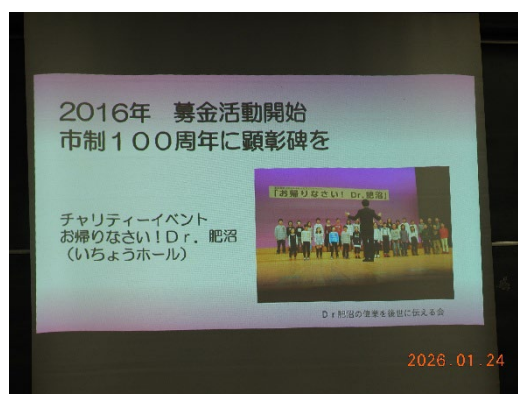 2016年 募金活動開始
市制100周年に顕彰碑を
「お帰りなさい! Dr.肥沼」
チャリティーイベント
お帰りなさい!Dr. 肥沼
(いちょうホール)
Dr肥沼の偉業を後世に伝える会
2026.01.24